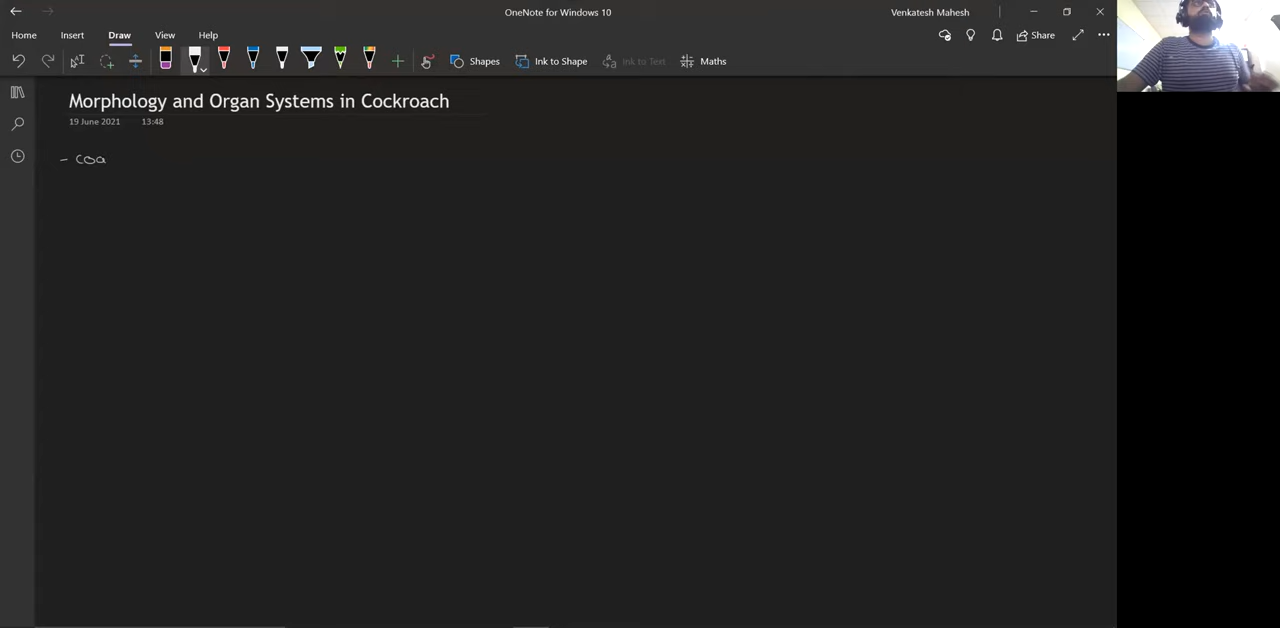 OneNote for Windows 10
Venkatesh Mahesh
Home Insert Draw View Help
Share
Shapes Ink to Shape Ink to Text Maths
Morphology and Organ Systems in Cockroach
19 June 2021 13:48
- coa